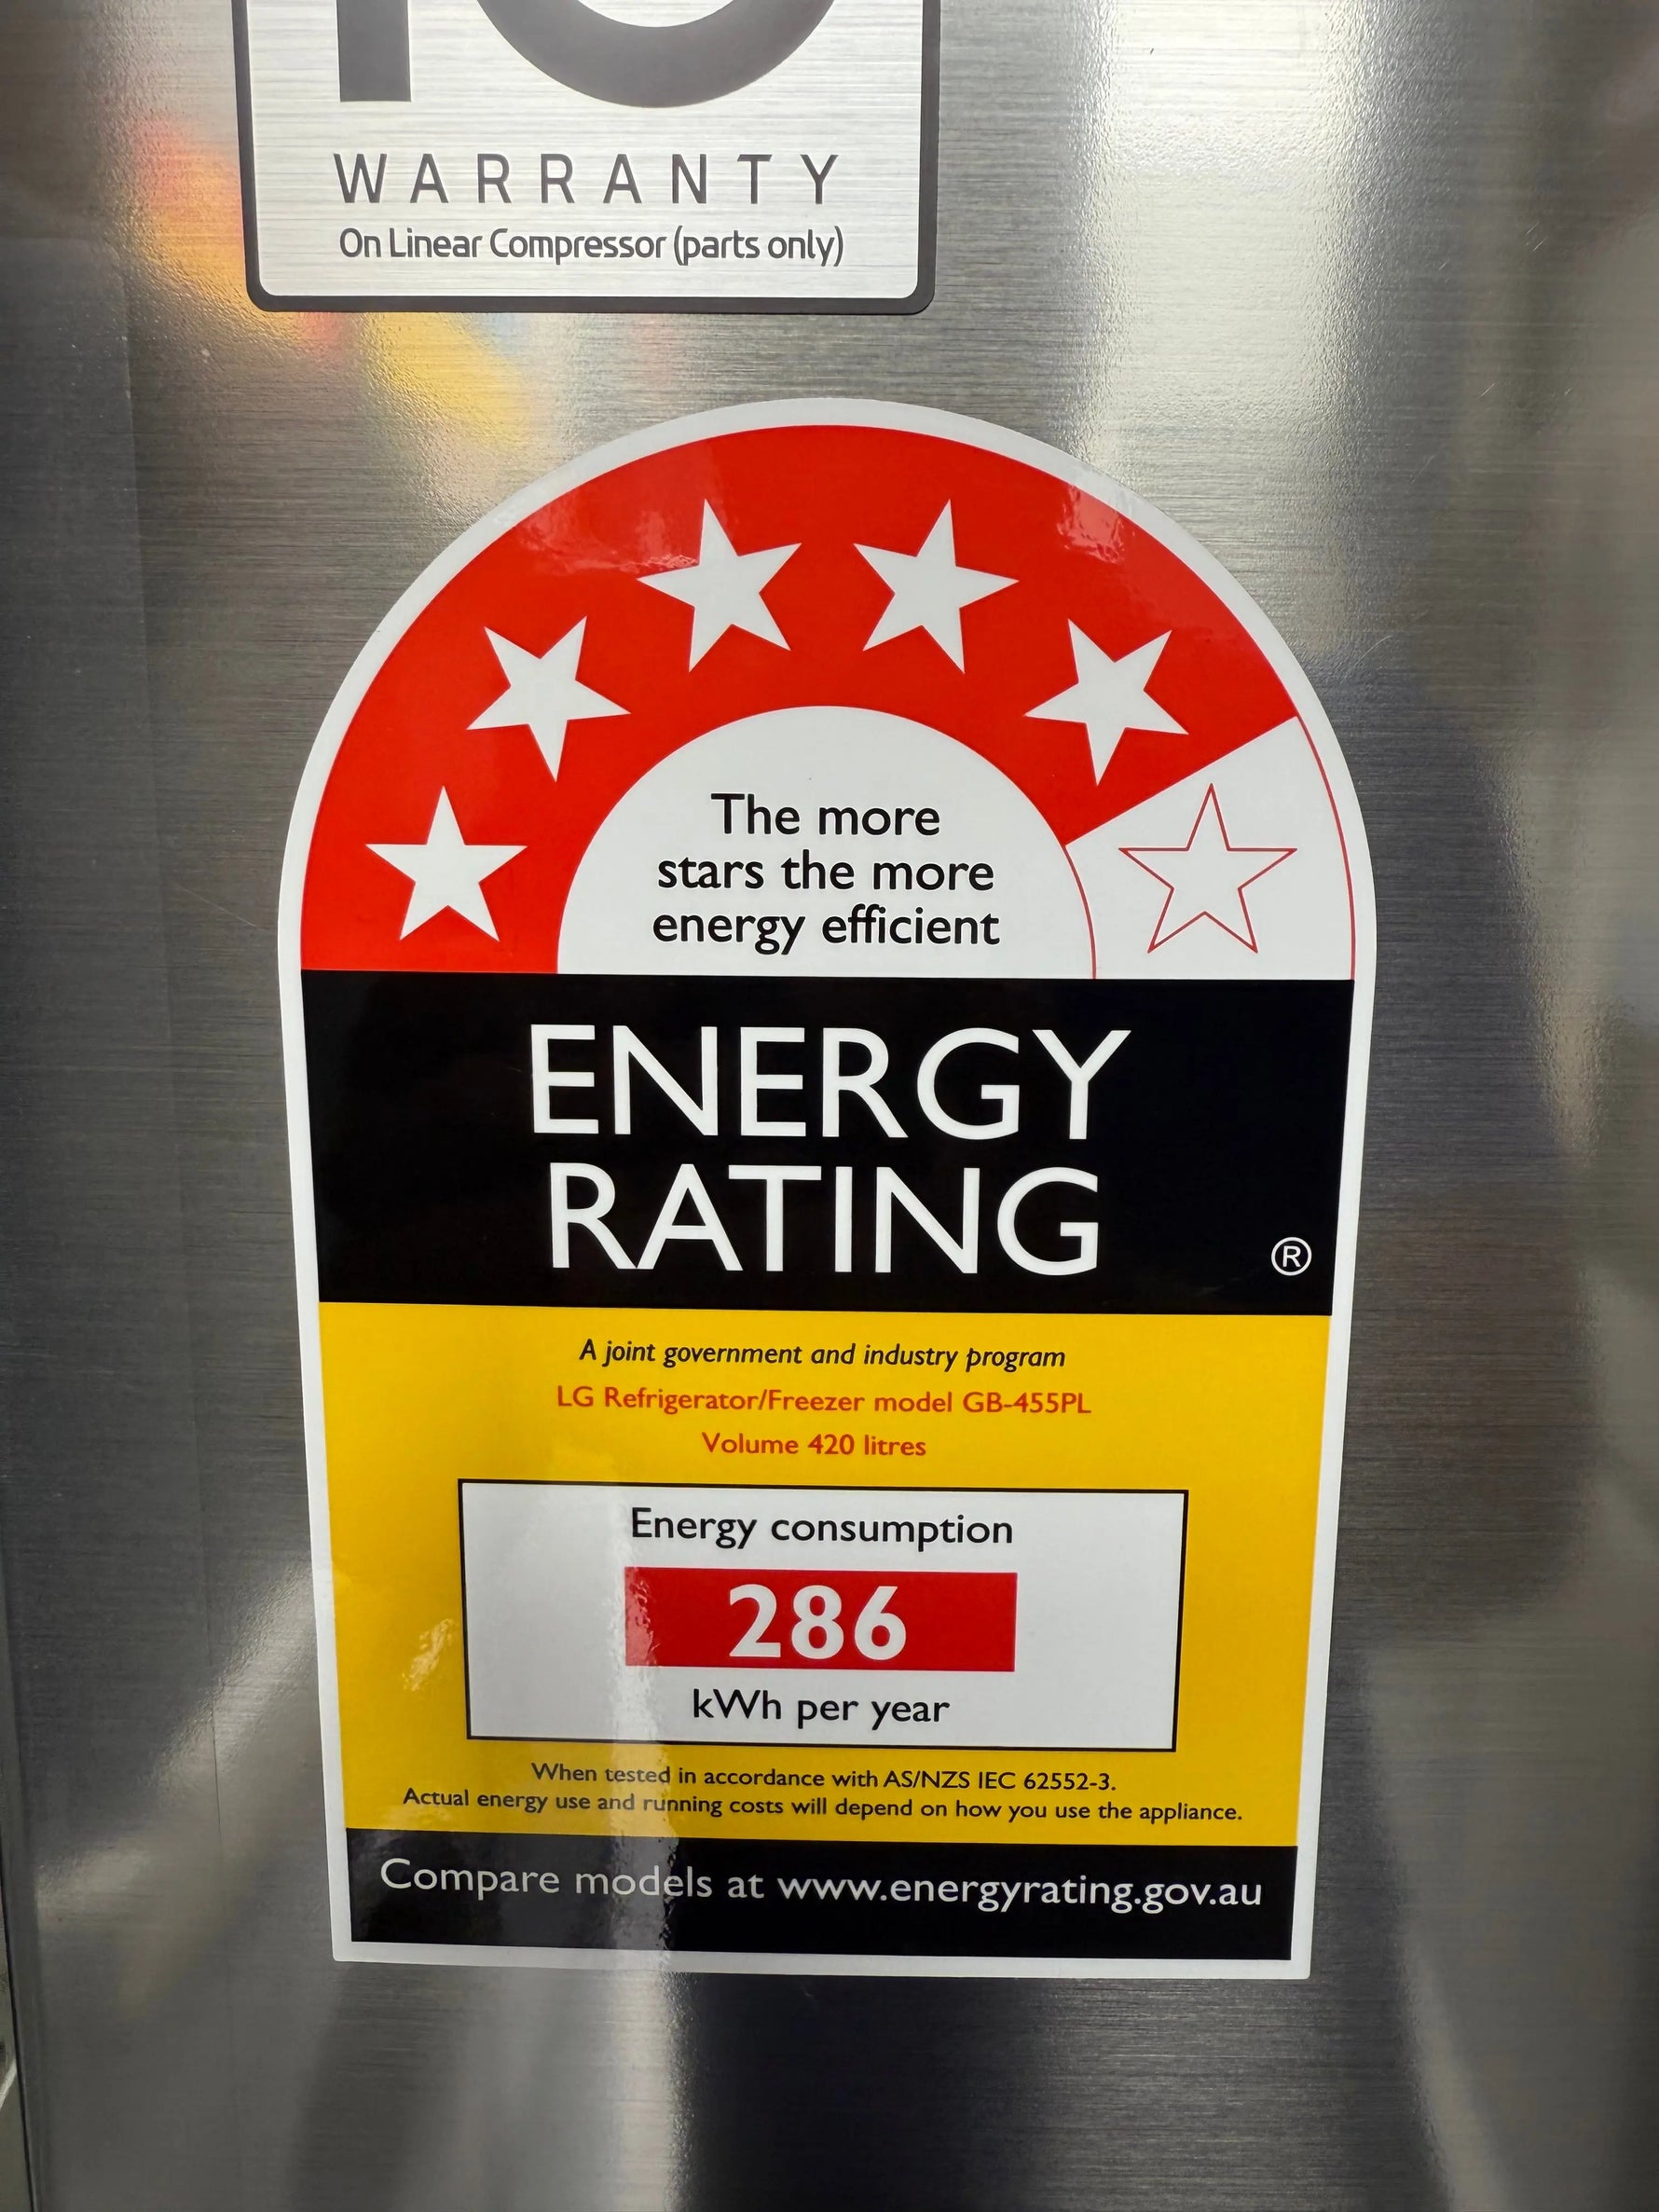 WARRANTY
On Linear Compressor (parts only)
The more
stars the more
energy efficient
ENERGY
RATING
®
A joint government and industry program
LG Refrigerator/Freezer model GB-455PL
Volume 420 litres
Energy consumption
286
kWh per year
When tested in accordance with AS/NZS IEC 62552-3.
Actual energy use and running costs will depend on how you use the appliance.
Compare models at www.energyrating.gov.au